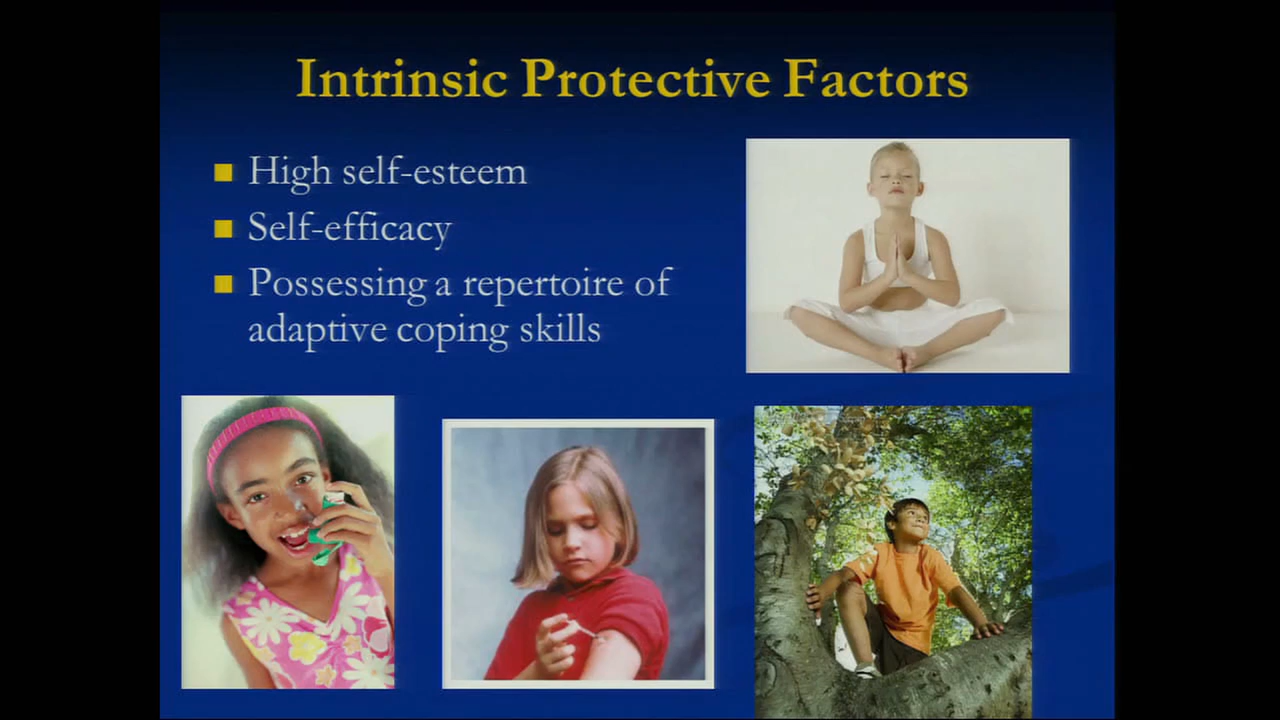 Intrinsic Protective Factors
High self-esteem
Self-efficacy
Possessing a repertoire of
adaptive coping skills